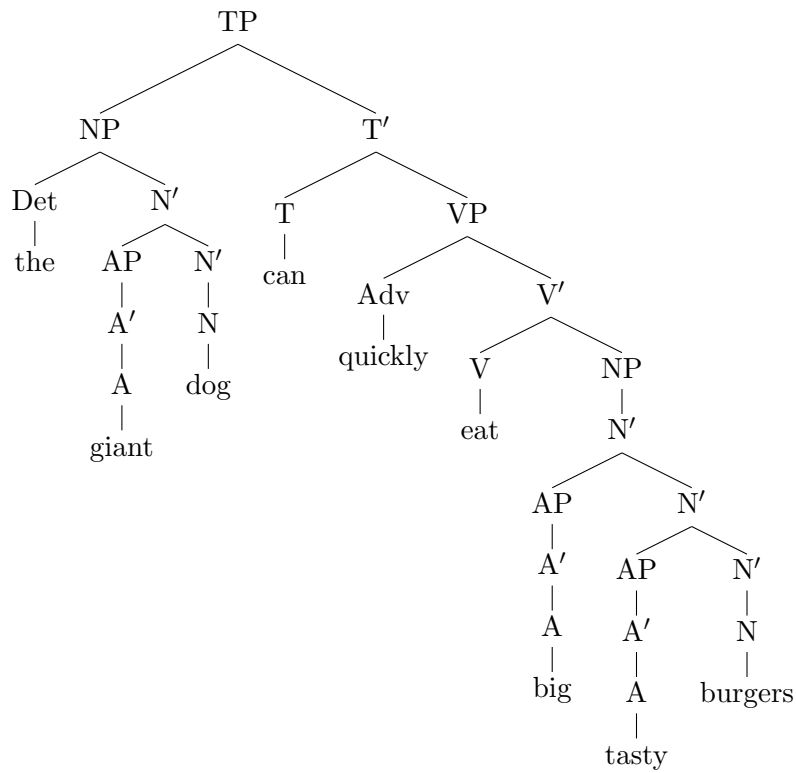 TP
NP T′
Det N′ T VP
the AP N′ can Adv V′
A′ N quickly V NP
A dog eat N′
giant AP N′
A′ AP N′
A A′ N
big A burgers
tasty